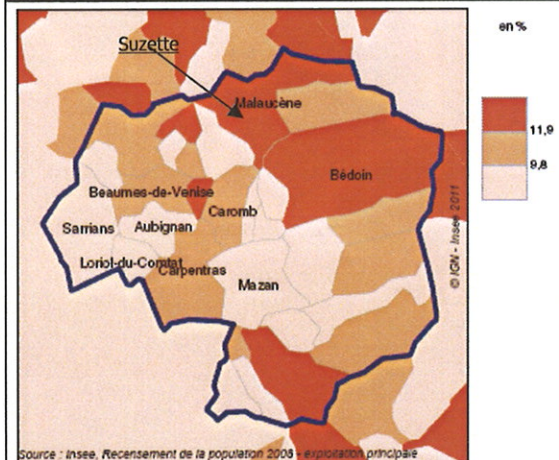 en %
Suzette
Malaucène
11,9
9,8
Bédoin
Beaumes-de-Venise
Caromb
Sarrians
Aubignan
Loriol-du-Comtat
Carpentras
Mazan
© IGN - Insee 2011
Source : Insee, Recensement de la population 2008 - exploitation principale